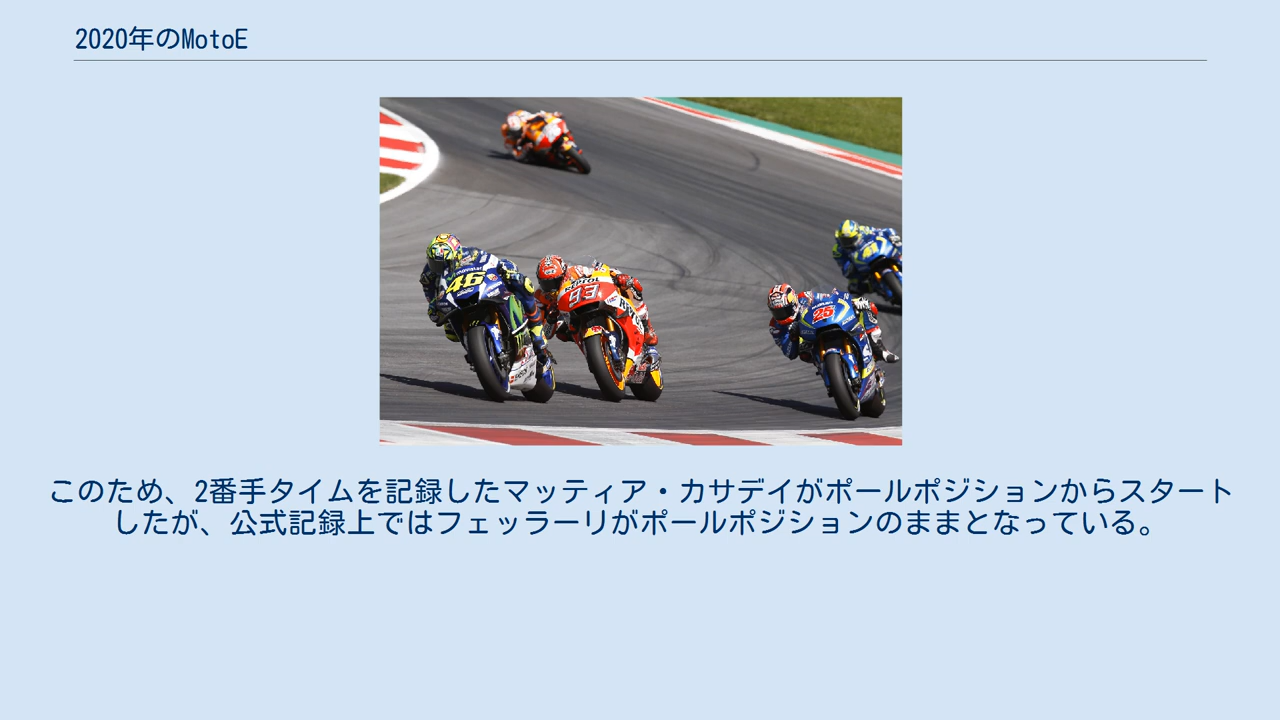 2020年のMotoE
46
93
25
41
このため、2番手タイムを記録したマッティア・カサデイがポールポジションからスタート
したが、公式記録上ではフェッラーリがポールポジションのままとなっている。